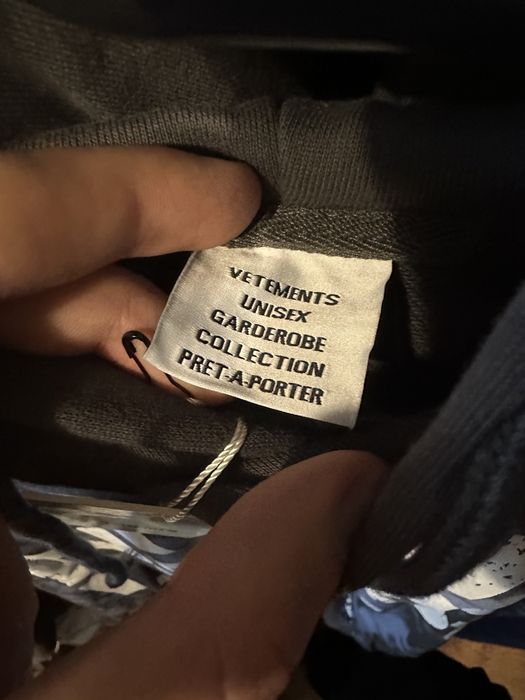 VETEMENTS
UNISEX
GARDEROBE
COLLECTION
PRET-A-PORTER